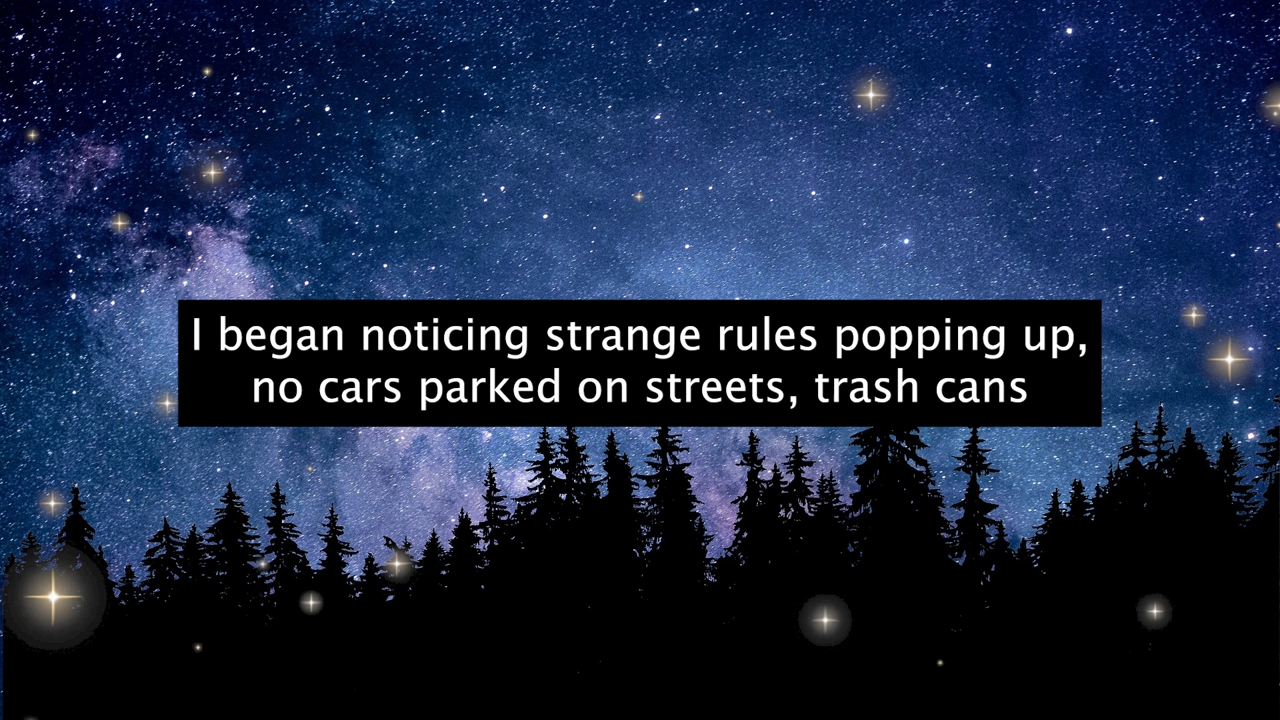 I began noticing strange rules popping up,
no cars parked on streets, trash cans